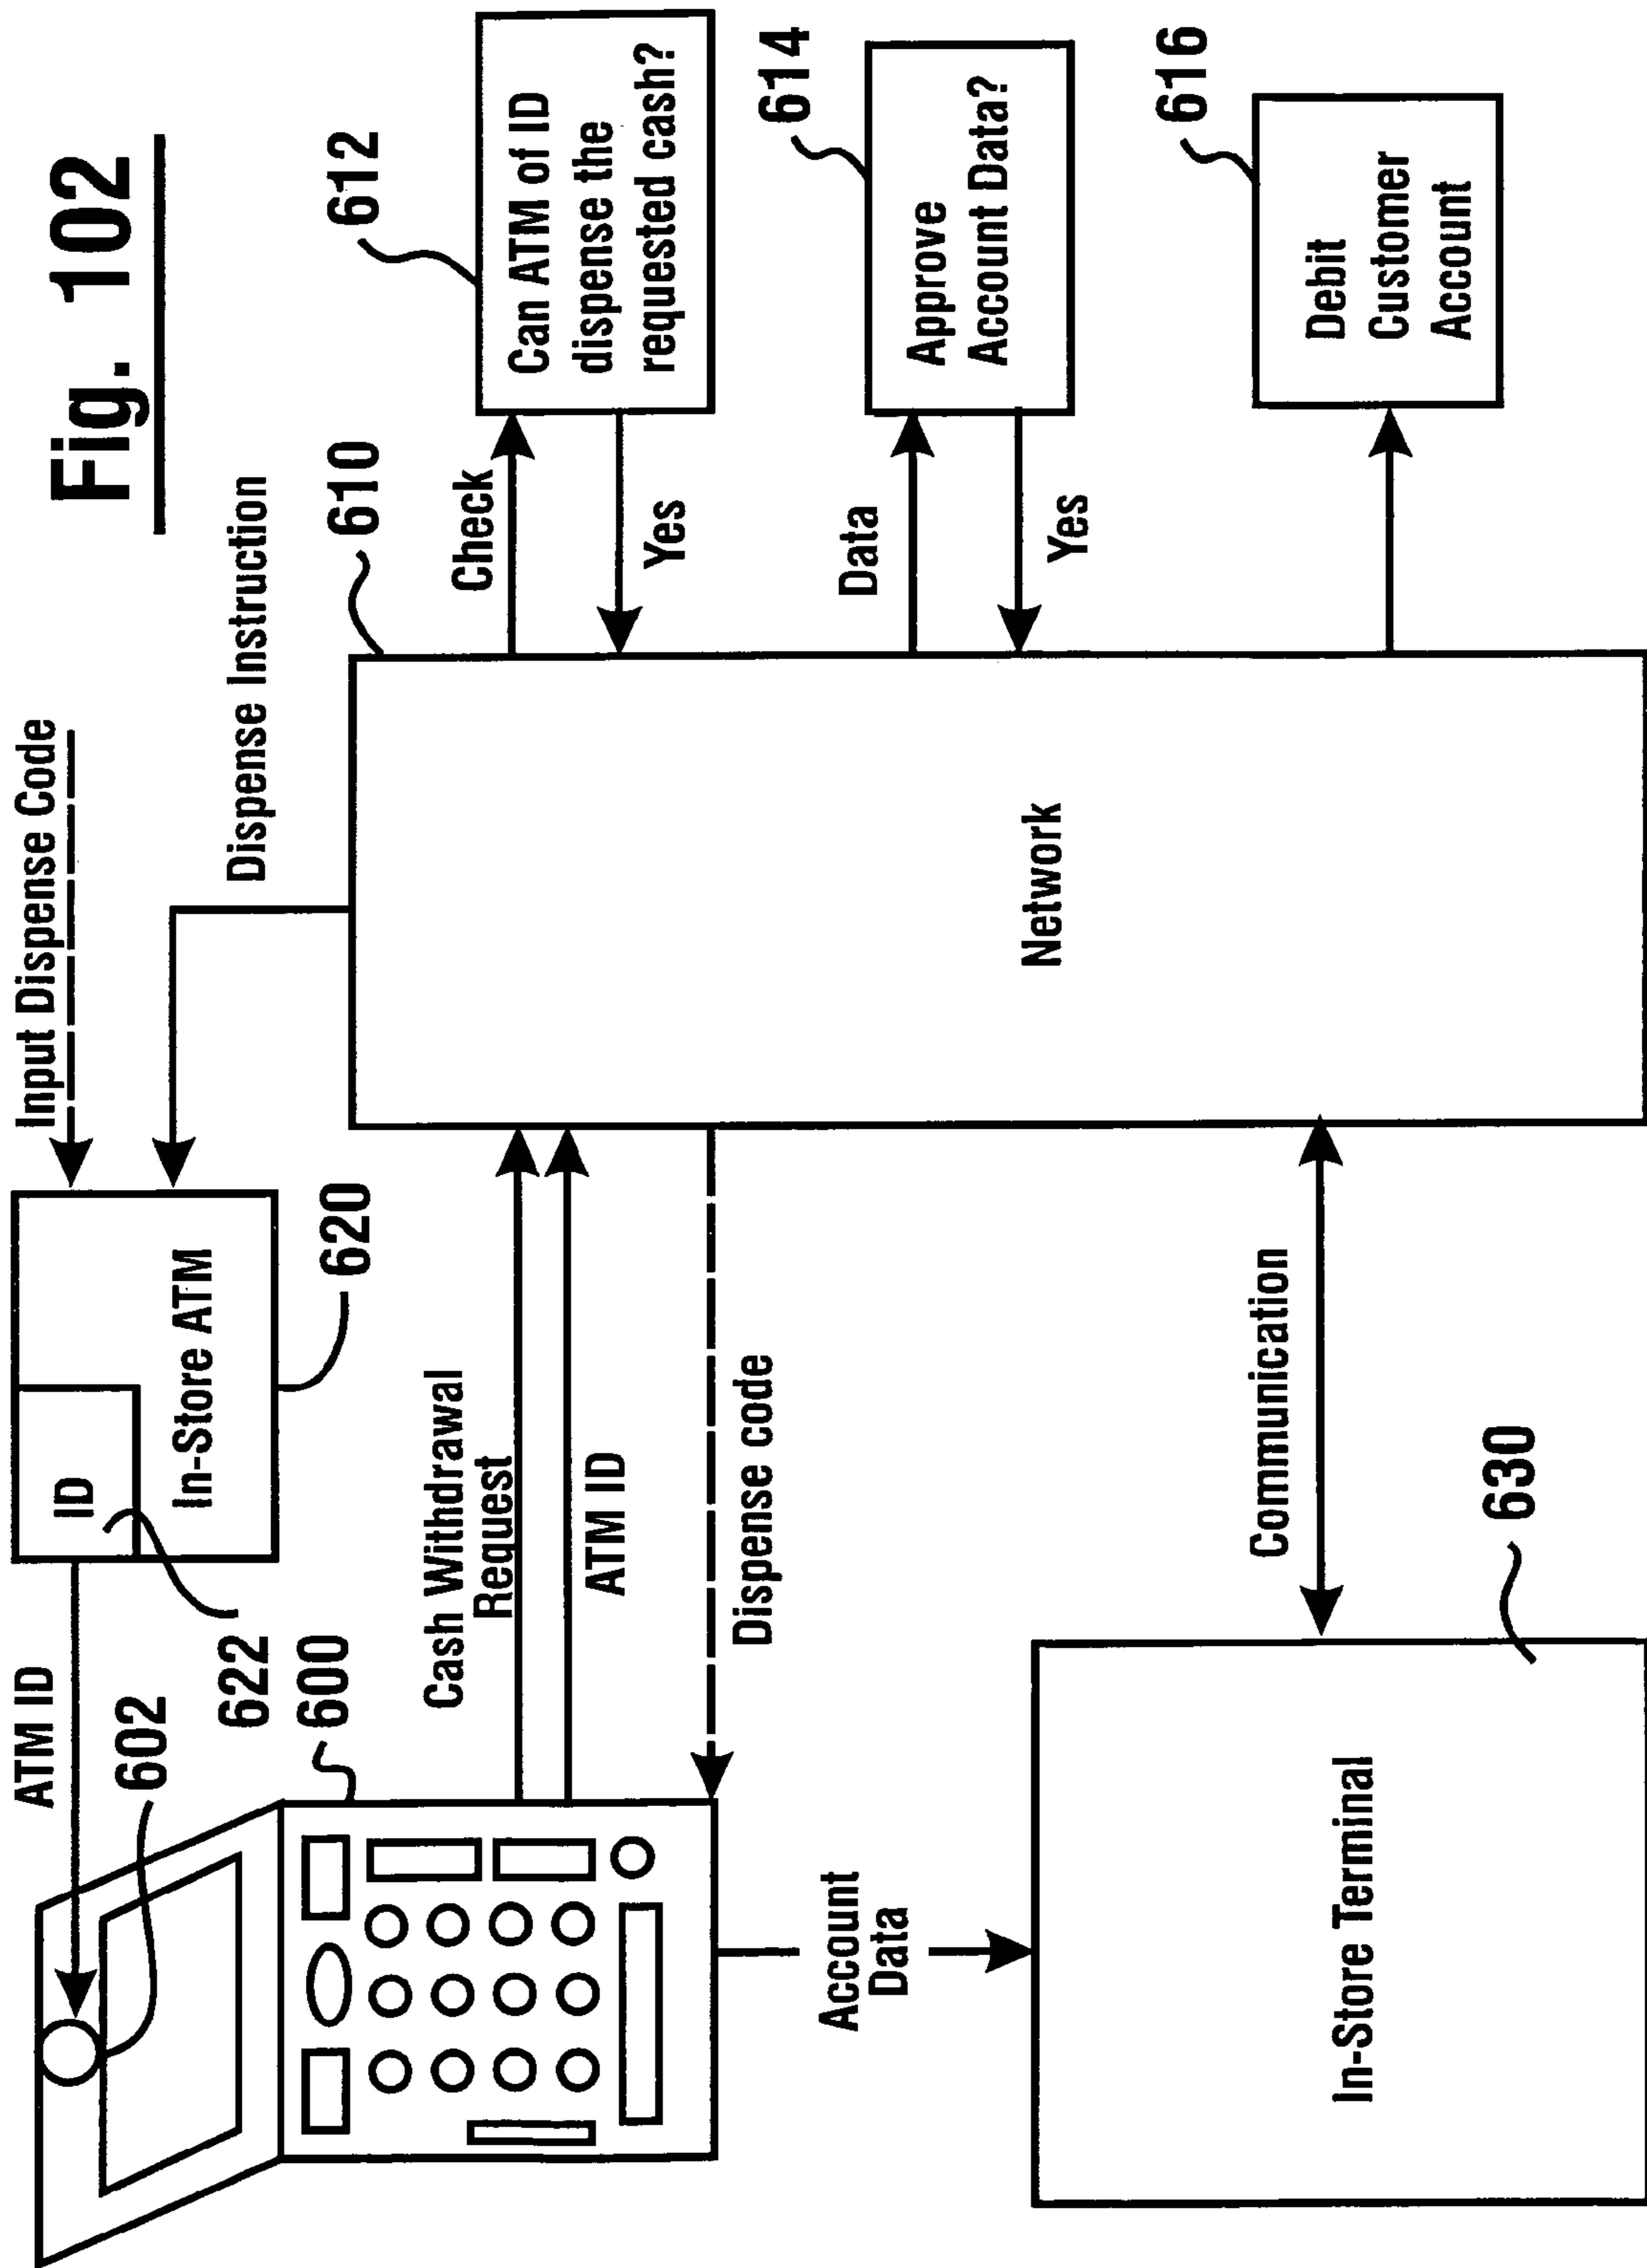 Fig. 102
ATM ID
602
622
600
ID
In-Store ATM
620
Input Dispense Code
Dispense Instruction
610
Cash Withdrawal
Request
ATM ID
Dispense code
Network
Check
Yes
612
Can ATM of ID
dispense the
requested cash?
Data
Yes
614
Approve
Account Data?
616
Debit
Customer
Account
Account
Data
Communication
630
In-Store Terminal